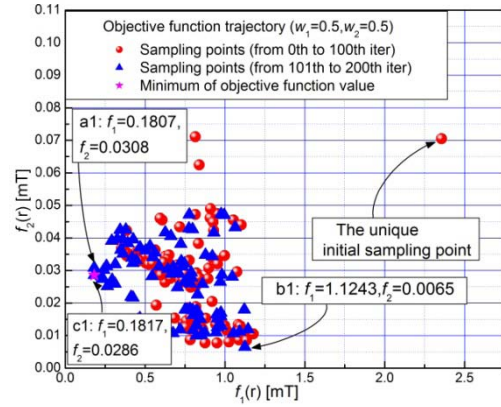 Objective function trajectory (w1=0.5,w2=0.5)
Sampling points (from 0th to 100th iter)
Sampling points (from 101th to 200th iter)
Minimum of objective function value
a1: f1=0.1807,
f2=0.0308
The unique
initial sampling point
b1: f1=1.1243,f2=0.0065
c1: f1=0.1817,
f2=0.0286
f2(r) [mT]
0.11
0.10
0.09
0.08
0.07
0.06
0.05
0.04
0.03
0.02
0.01
0.00
0.0 0.5 1.0 1.5 2.0 2.5
f1(r) [mT]